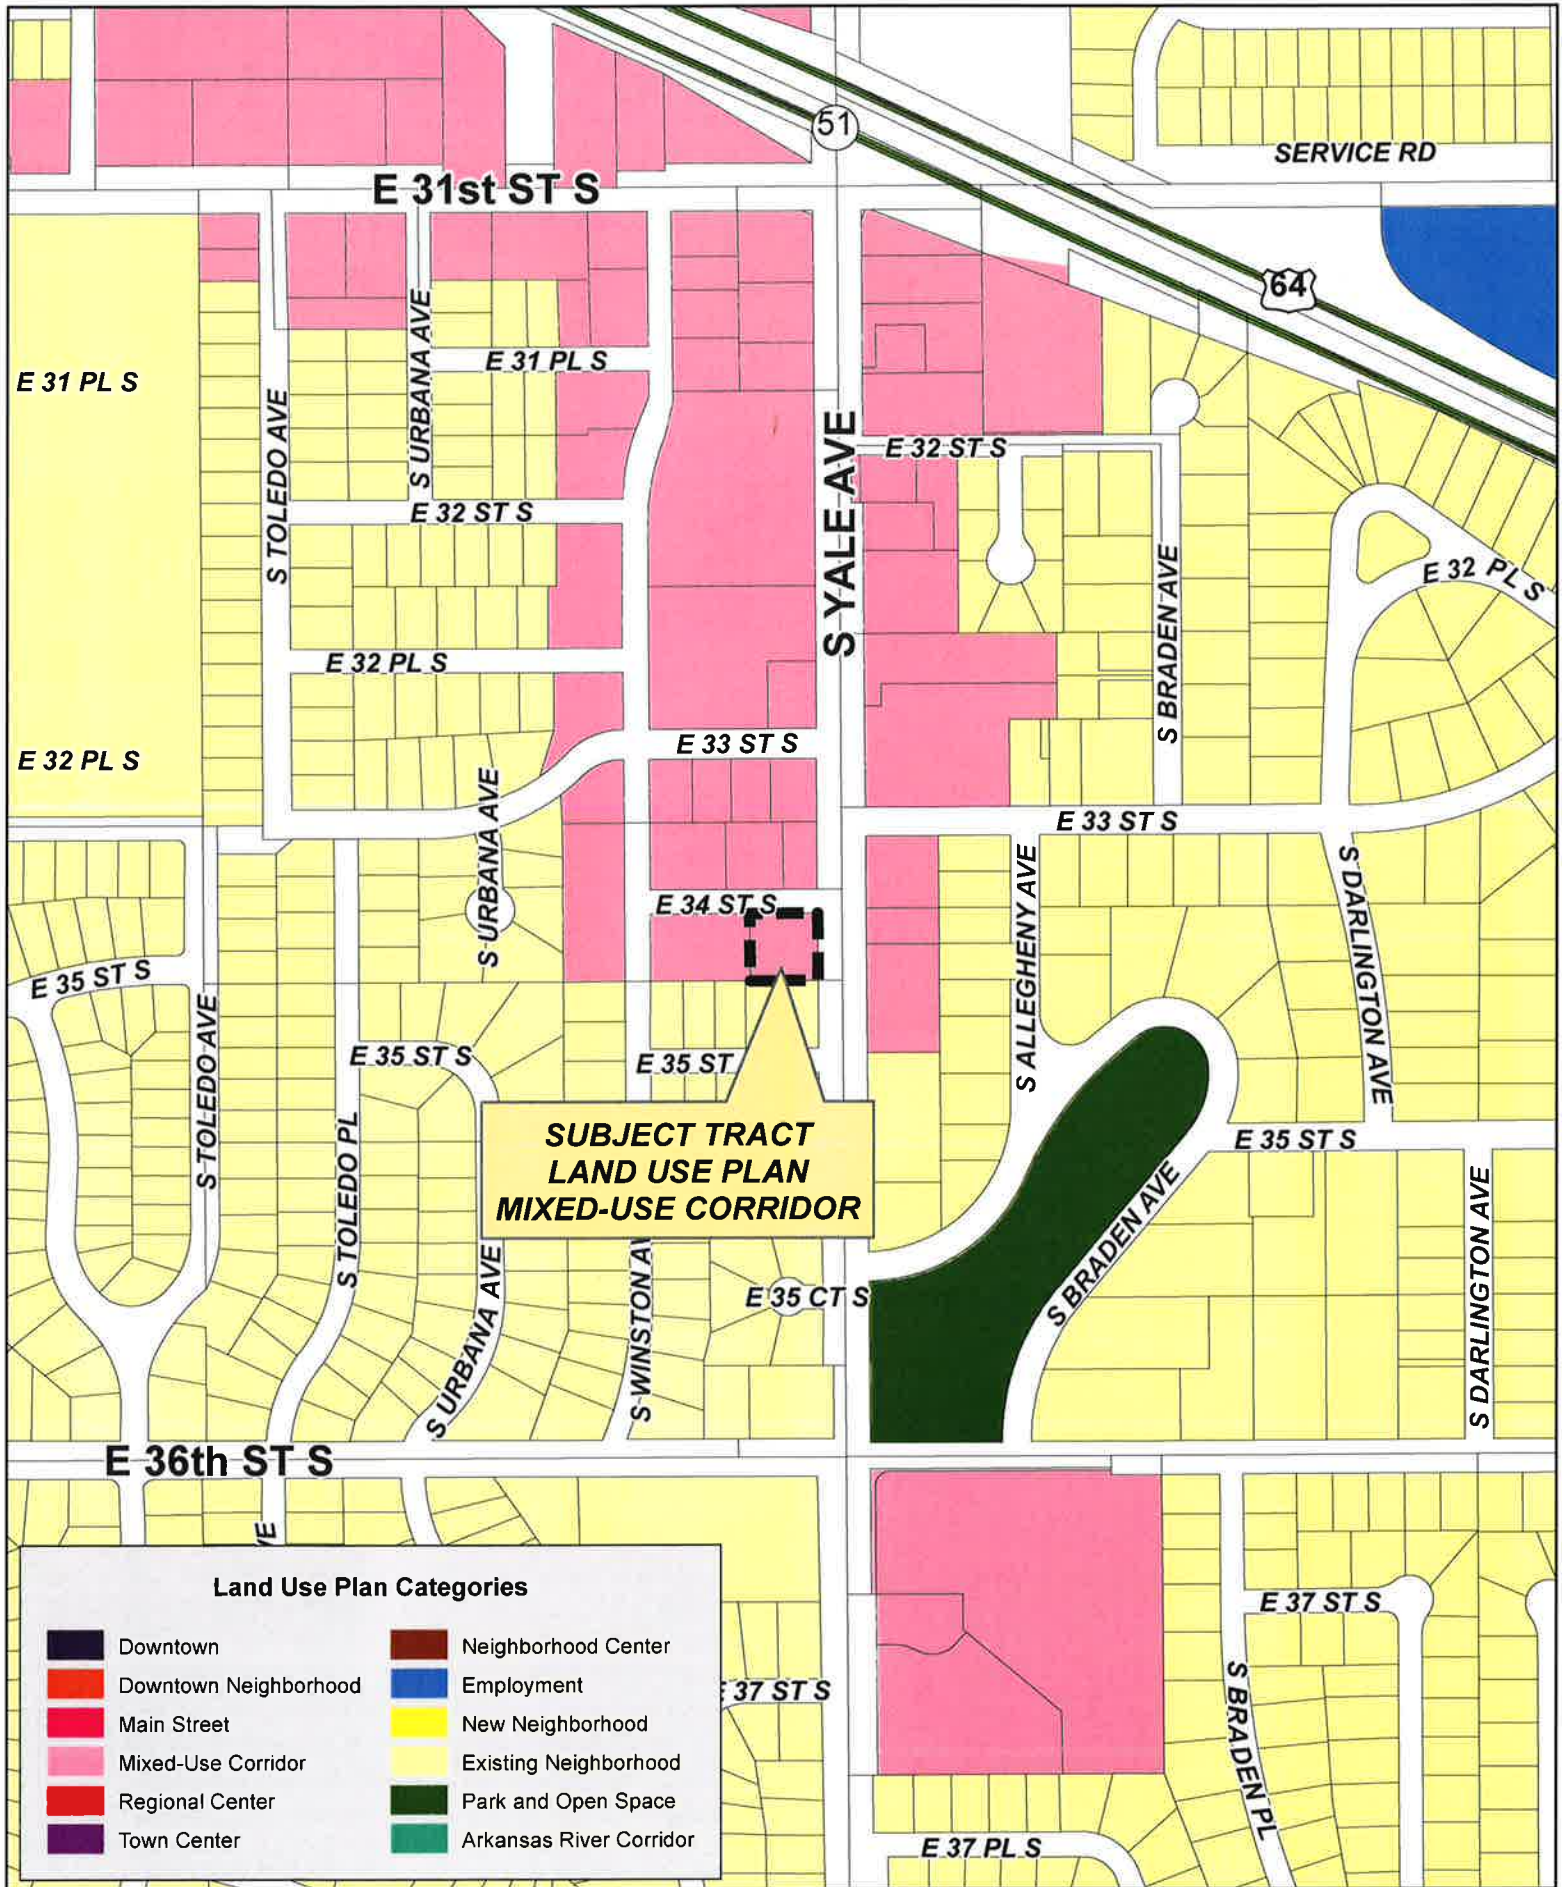 51
SERVICE RD
E 31st ST S
64
E 31 PL S
S TOLEDO AVE
S URBANA AVE
E 31 PL S
S YALE AVE
E 32 ST S
E 32 ST S
S BRADEN AVE
E 32 PL S
E 32 PL S
E 32 PL S
E 33 ST S
S URBANA AVE
E 33 ST S
S ALLEGHENY AVE
S DARLINGTON AVE
E 34 ST S
E 35 ST S
S TOLEDO AVE
E 35 ST S
E 35 ST
S TOLEDO PL
SUBJECT TRACT
LAND USE PLAN
MIXED-USE CORRIDOR
E 35 ST S
S BRADEN AVE
S DARLINGTON AVE
S URBANA AVE
S WINSTON AV
E 35 CT S
E 36th ST S
VE
E 37 ST S
37 ST S
S BRADEN PL
E 37 PL S
Land Use Plan Categories
Downtown
Downtown Neighborhood
Main Street
Mixed-Use Corridor
Regional Center
Town Center
Neighborhood Center
Employment
New Neighborhood
Existing Neighborhood
Park and Open Space
Arkansas River Corridor